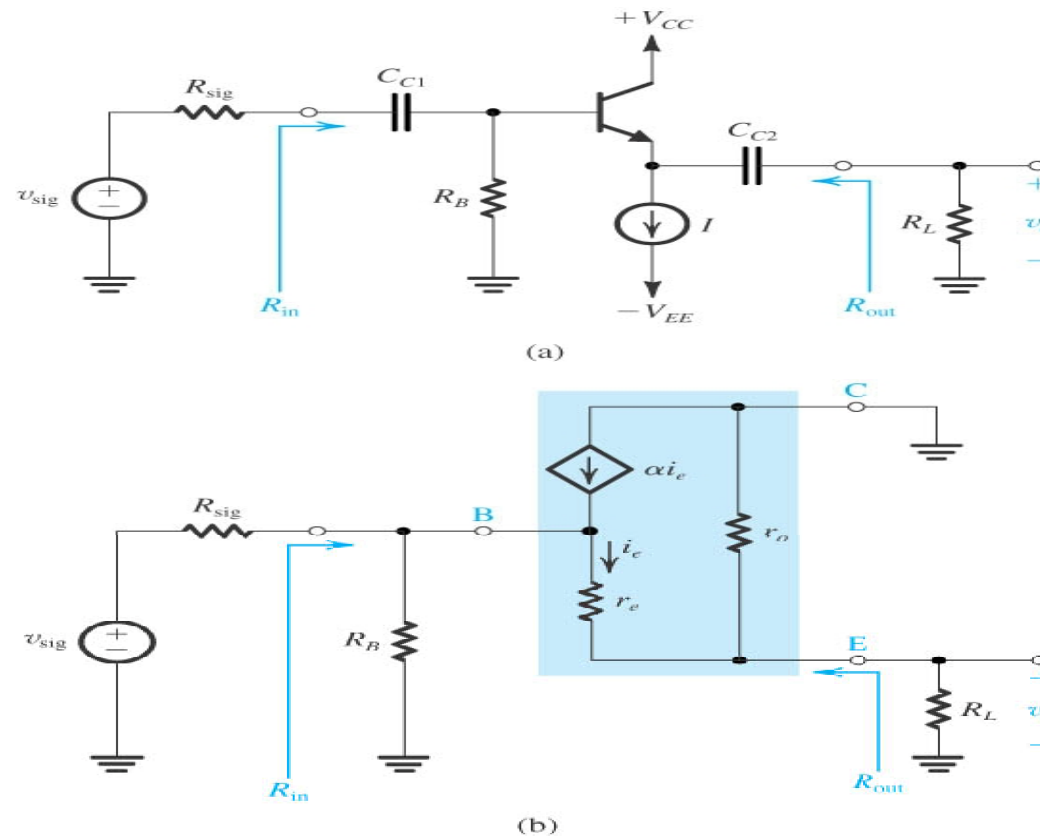 +V_CC
C_C1
R_sig
C_C2
v_sig
+
−
R_B
I
R_L
+
v
−
R_in
−V_EE
R_out
(a)
C
αi_e
R_sig
B
i_e
r_o
r_e
v_sig
+
−
R_B
E
R_L
v
−
R_in
R_out
(b)